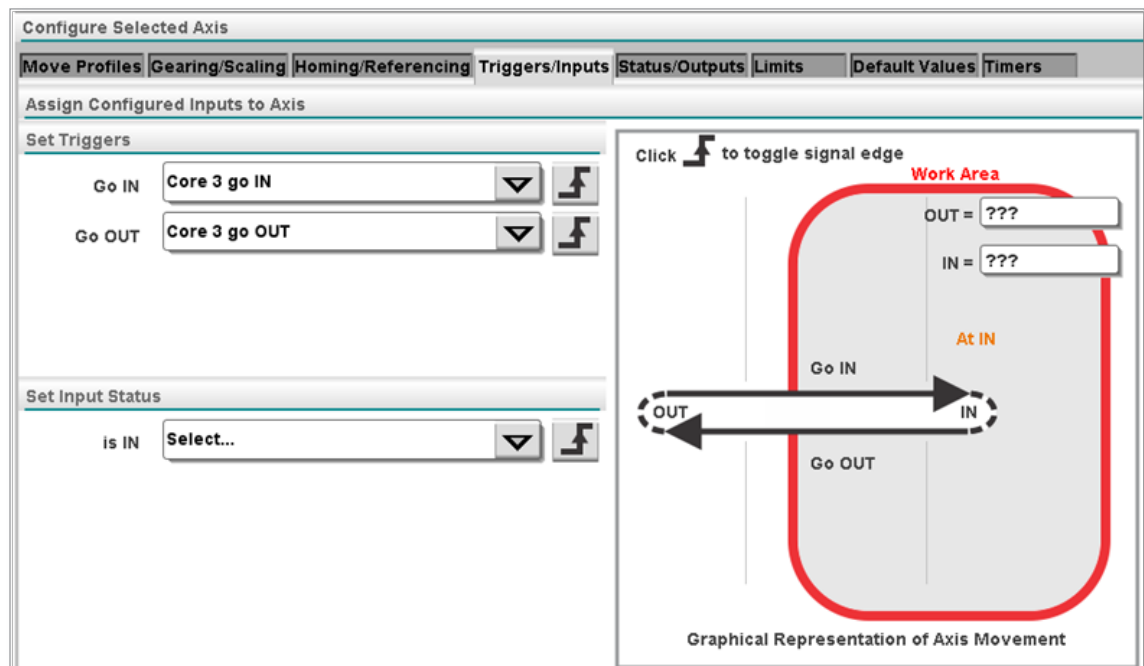 Configure Selected Axis
Move Profiles Gearing/Scaling Homing/Referencing Triggers/Inputs Status/Outputs Limits Default Values Timers
Assign Configured Inputs to Axis
Set Triggers
Go IN Core 3 go IN
Go OUT Core 3 go OUT
Set Input Status
is IN Select...
Click to toggle signal edge
Work Area
OUT = ???
IN = ???
At IN
Go IN
OUT IN
Go OUT
Graphical Representation of Axis Movement